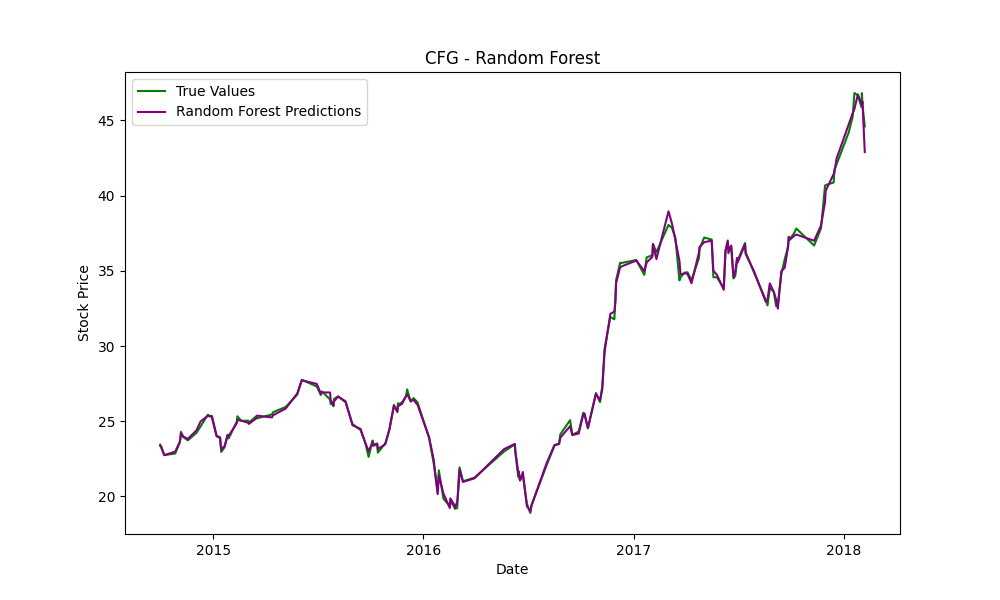 CFG - Random Forest
True Values
Random Forest Predictions
Stock Price
45
40
35
30
25
20
2015 2016 2017 2018
Date